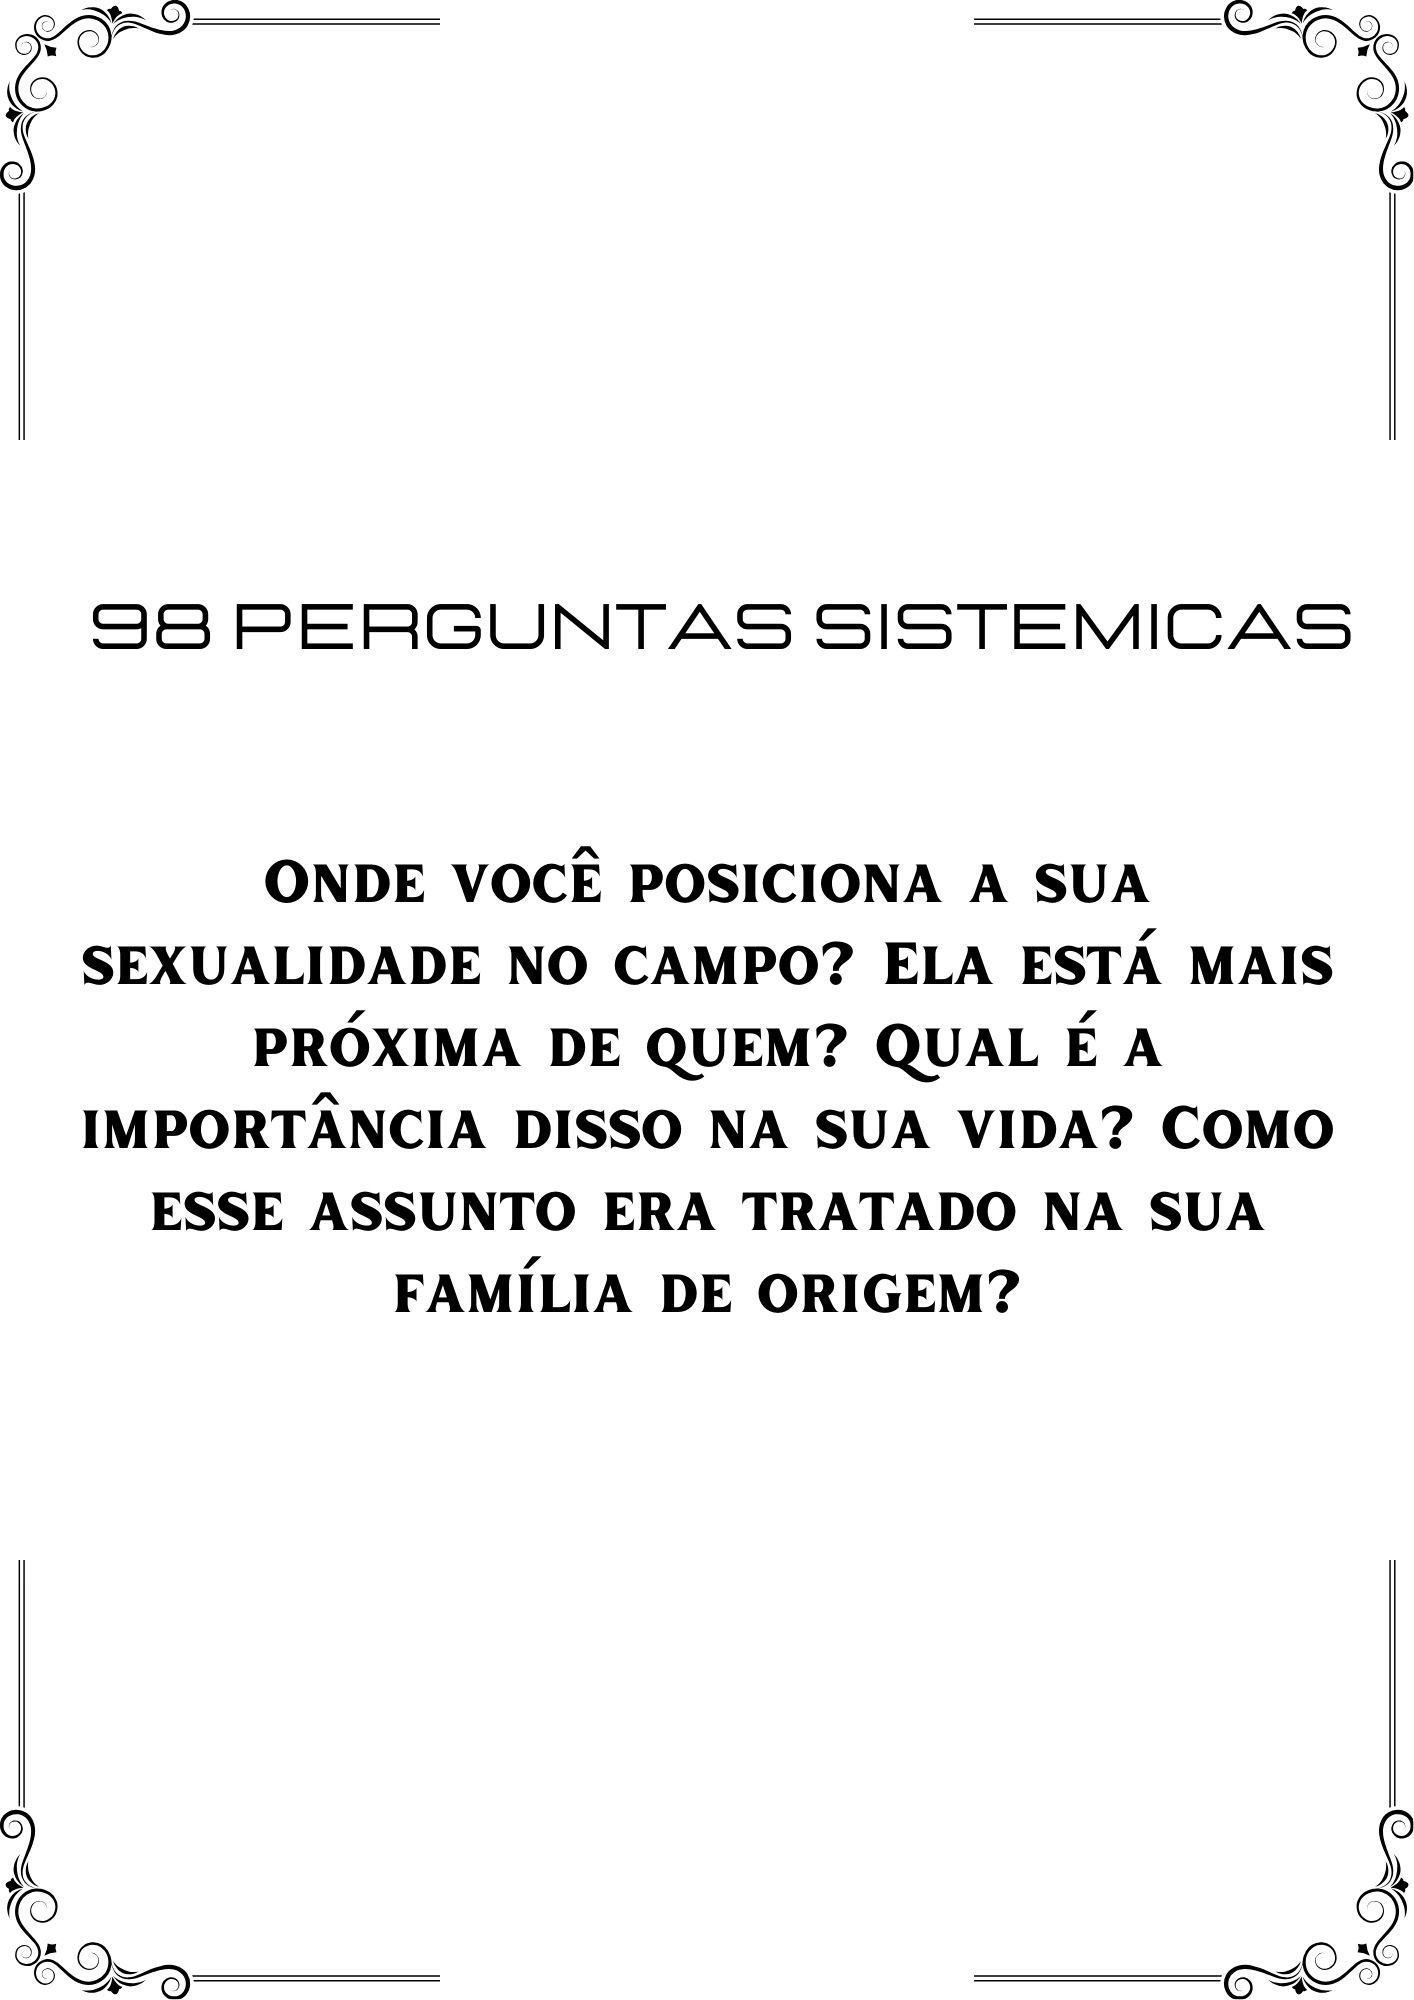 98 PERGUNTAS SISTEMICAS
Onde você posiciona a sua
sexualidade no campo? Ela está mais
próxima de quem? Qual é a
importância disso na sua vida? Como
esse assunto era tratado na sua
família de origem?